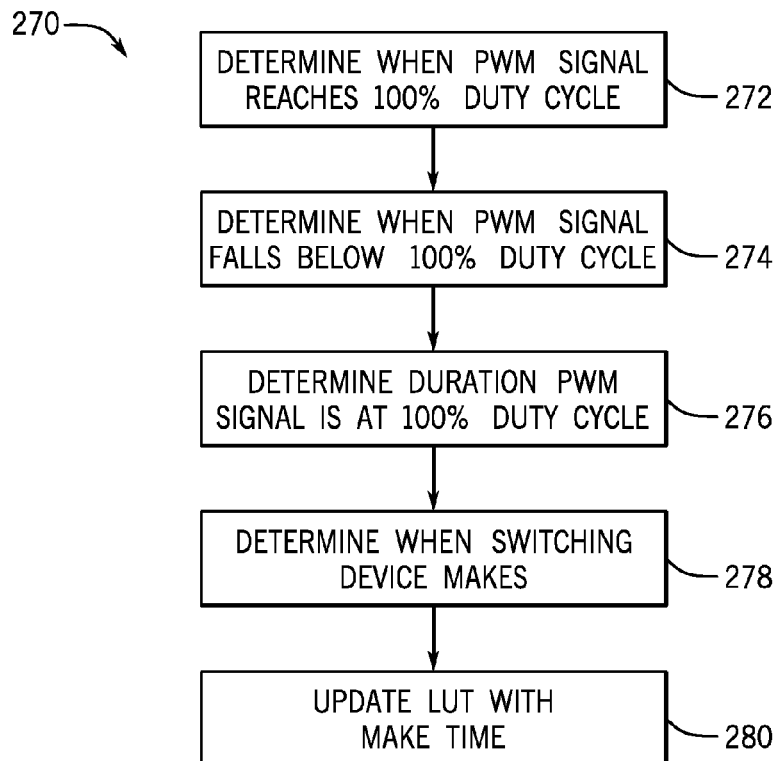 270
DETERMINE WHEN PWM SIGNAL
REACHES 100% DUTY CYCLE
272
DETERMINE WHEN PWM SIGNAL
FALLS BELOW 100% DUTY CYCLE
274
DETERMINE DURATION PWM
SIGNAL IS AT 100% DUTY CYCLE
276
DETERMINE WHEN SWITCHING
DEVICE MAKES
278
UPDATE LUT WITH
MAKE TIME
280